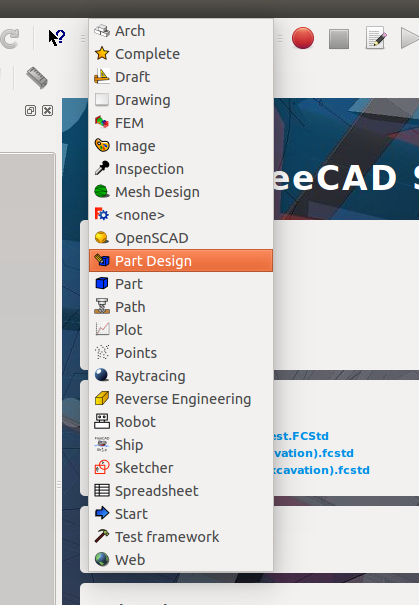 Arch
Complete
Draft
Drawing
FEM
Image
Inspection
Mesh Design
<none>
OpenSCAD
Part Design
Part
Path
Plot
Points
Raytracing
Reverse Engineering
Robot
Ship
Sketcher
Spreadsheet
Start
Test framework
Web
eeCAD S
est.FCStd
vation).fcstd
xcavation).fcstd